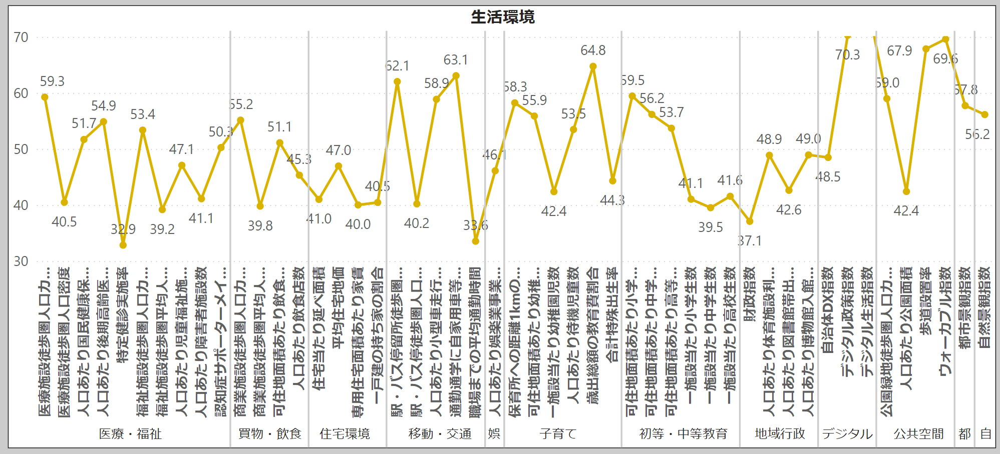 生活環境
70
60
50
40
30
59.3
40.5
51.7
54.9
32.9
53.4
39.2
47.1
41.1
50.3
55.2
39.8
51.1
45.3
41.0
47.0
40.0
40.5
62.1
40.2
58.9
63.1
33.6
46.1
58.3
55.9
42.4
53.5
64.8
44.3
59.5
56.2
53.7
41.1
39.5
41.6
37.1
48.9
42.6
49.0
48.5
70.3
59.0
42.4
67.9
69.6
57.8
56.2
医療施設徒歩圏人口カ…
医療施設徒歩圏人口密度
人口あたり国民健康保…
人口あたり後期高齢医…
特定健診実施率
福祉施設徒歩圏人口カ…
福祉施設徒歩圏平均人…
人口あたり児童福祉施…
人口あたり障害者施設数
認知症サポーターメイ…
商業施設徒歩圏人口カ…
商業施設徒歩圏平均人…
可住地面積あたり飲食…
人口あたり飲食店数
住宅当たり延べ面積
平均住宅地価
専用住宅面積あたり家賃
一戸建の持ち家の割合
駅・バス停留所徒歩圏…
駅・バス停徒歩圏人口…
人口あたり小型車走行…
通勤通学に自家用車等…
職場までの平均通勤時間
人口あたり娯楽業事業…
保育所への距離1kmの…
可住地面積あたり幼稚…
一施設当たり幼稚園児数
人口あたり待機児童数
歳出総額の教育費割合
合計特殊出生率
可住地面積あたり小学…
可住地面積あたり中学…
可住地面積あたり高等…
一施設当たり小学生数
一施設当たり中学生数
一施設当たり高校生数
財政指数
人口あたり体育施設利…
人口あたり図書館帯出…
人口あたり博物館入館…
自治体DX指数
デジタル政策指数
デジタル生活指数
公園緑地徒歩圏人口カ…
人口あたり公園面積
歩道設置率
ウォーカブル指数
都市景観指数
自然景観指数
医療・福祉
買物・飲食
住宅環境
移動・交通
娯
子育て
初等・中等教育
地域行政
デジタル
公共空間
都
自